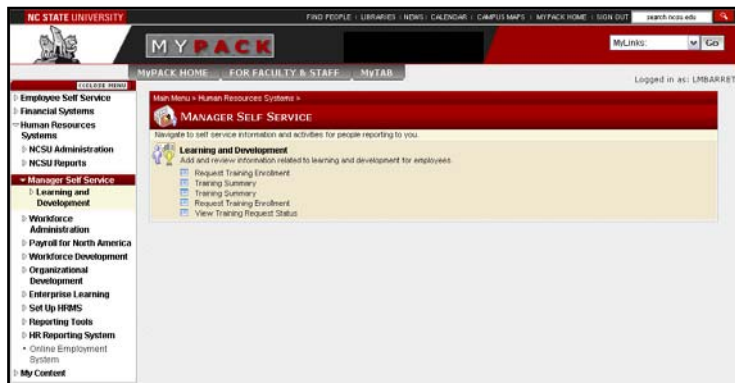 NC STATE UNIVERSITY
FIND PEOPLE | LIBRARIES | NEWS | CALENDAR | CAMPUS MAPS | MYPACK HOME | SIGN OUT
search ncsu.edu
MYPACK
MyLinks:
Go
MyPACK HOME
FOR FACULTY & STAFF
MyTAB
Logged in as: LMBARRET
CLOSE MENU
Employee Self Service
Financial Systems
Human Resources
Systems
NCSU Administration
NCSU Reports
Manager Self Service
Learning and
Development
Workforce
Administration
Payroll for North America
Workforce Development
Organizational
Development
Enterprise Learning
Set Up HRMS
Reporting Tools
HR Reporting System
Online Employment
System
My Content
Main Menu > Human Resources Systems >
MANAGER SELF SERVICE
Navigate to self service information and activities for people reporting to you.
Learning and Development
Add and review information related to learning and development for employees.
Request Training Enrollment
Training Summary
Training Summary
Request Training Enrollment
View Training Request Status